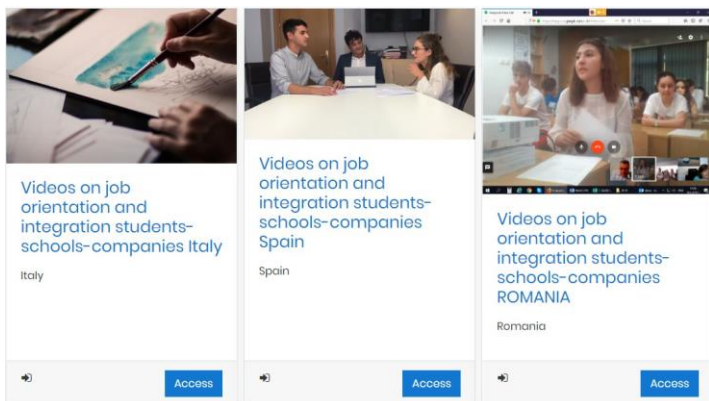 Videos on job
orientation and
integration students-
schools-companies Italy
Italy
Access
Videos on job
orientation and
integration students-
schools-companies
Spain
Spain
Access
Videos on job
orientation and
integration students-
schools-companies
ROMANIA
Romania
Access